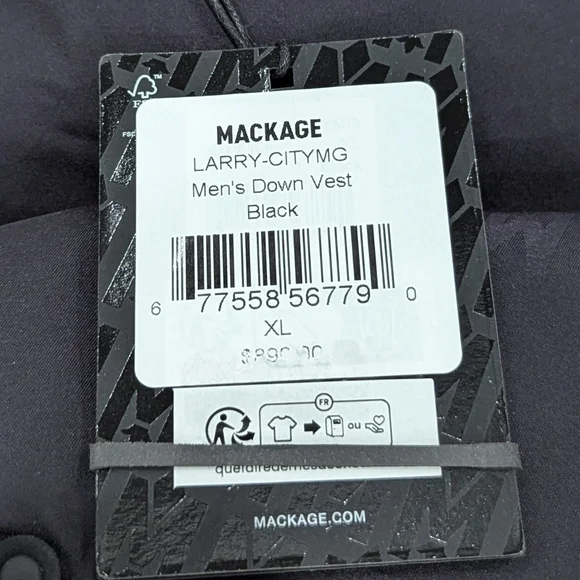 MACKAGE
LARRY-CITYMG
Men's Down Vest
Black
6 77558 56779 0
XL
FR
ou
MACKAGE.COM